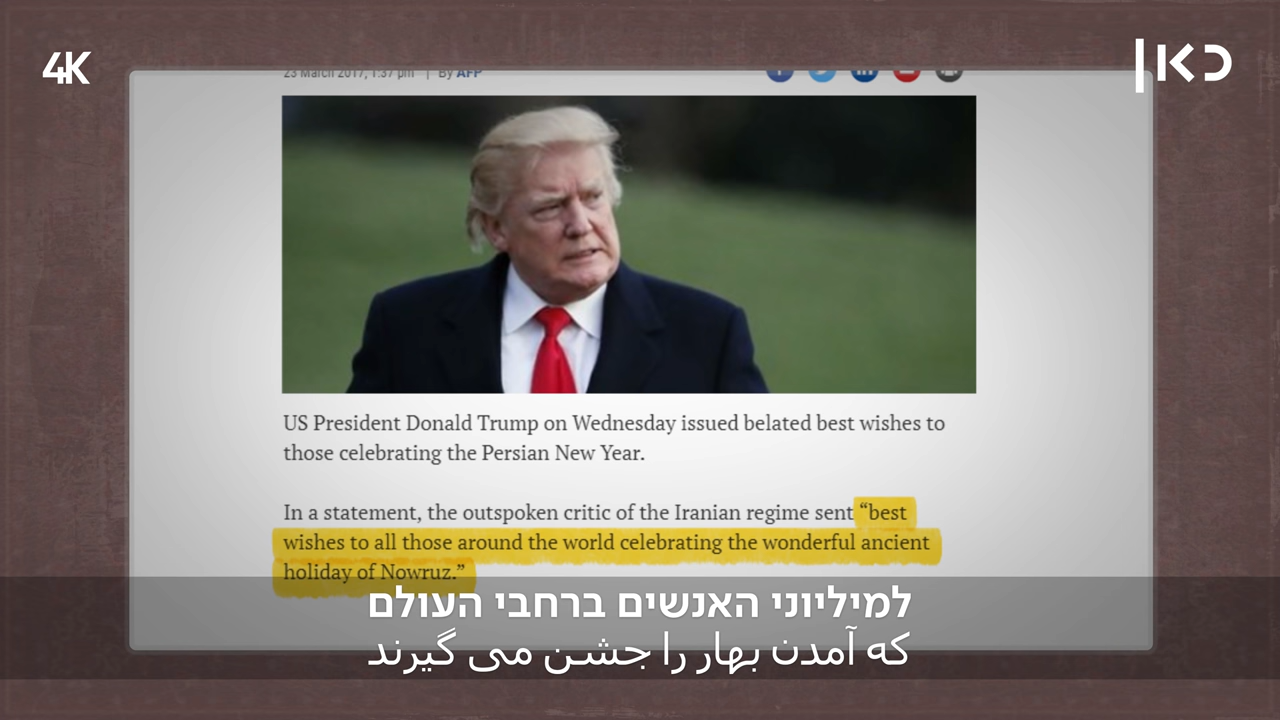 4K
כאן
23 March 2017, 1:37 pm | By AFP
US President Donald Trump on Wednesday issued belated best wishes to
those celebrating the Persian New Year.
In a statement, the outspoken critic of the Iranian regime sent “best
wishes to all those around the world celebrating the wonderful ancient
holiday of Nowruz.”
למיליוני האנשים ברחבי העולם
که آمدن بهار را جشن می گیرند